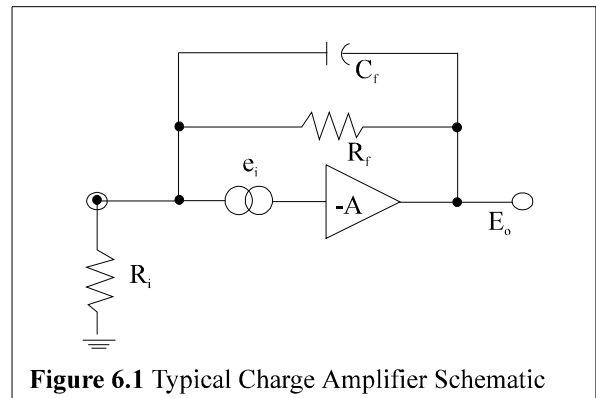 C_f
R_f
e_i
-A
E_o
R_i
Figure 6.1 Typical Charge Amplifier Schematic